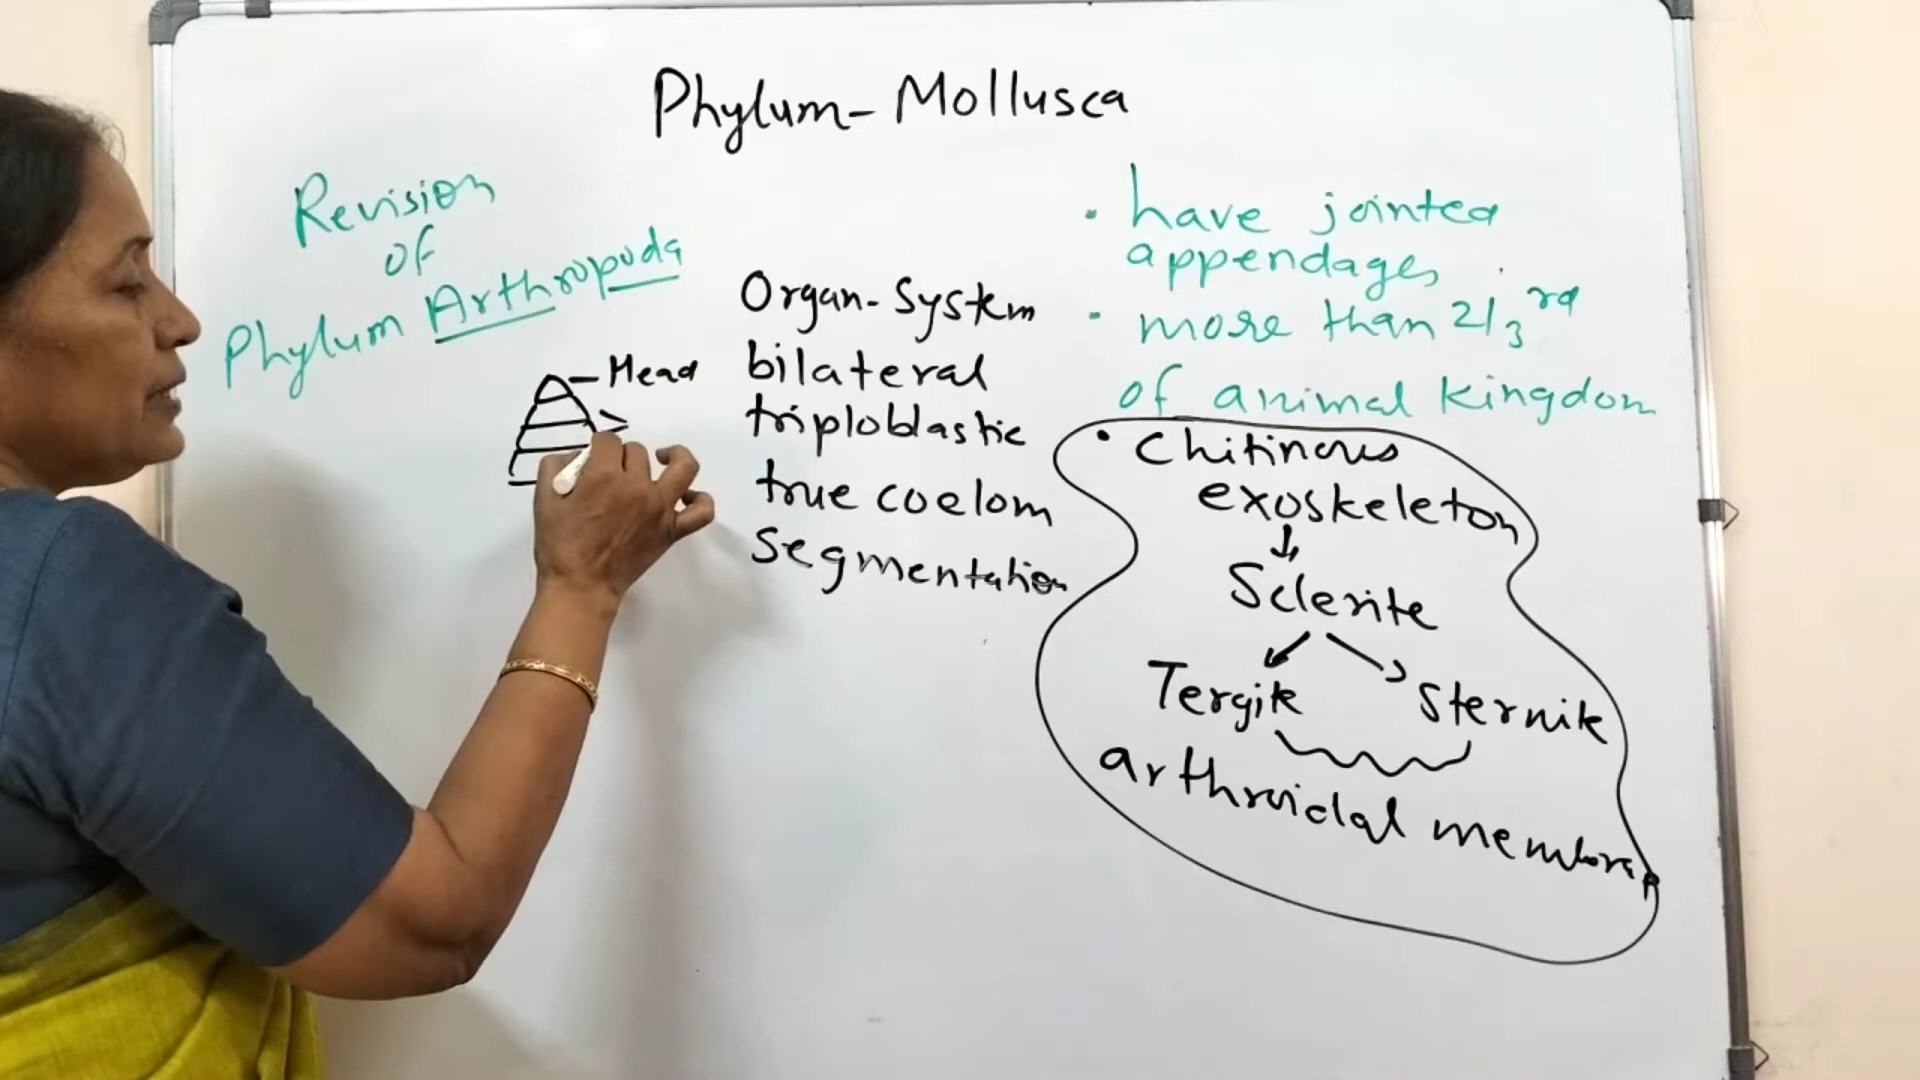 Phylum - Mollusca
Revision
of
Phylum Arthropoda
Head
Organ-System
bilateral
triploblastic
true coelom
Segmentation
• have jointed
appendages
• more than 2/3rd
of animal kingdom
• Chitinous
exoskeleton
↓
Sclerite
Tergite Sternite
arthroidal membrane